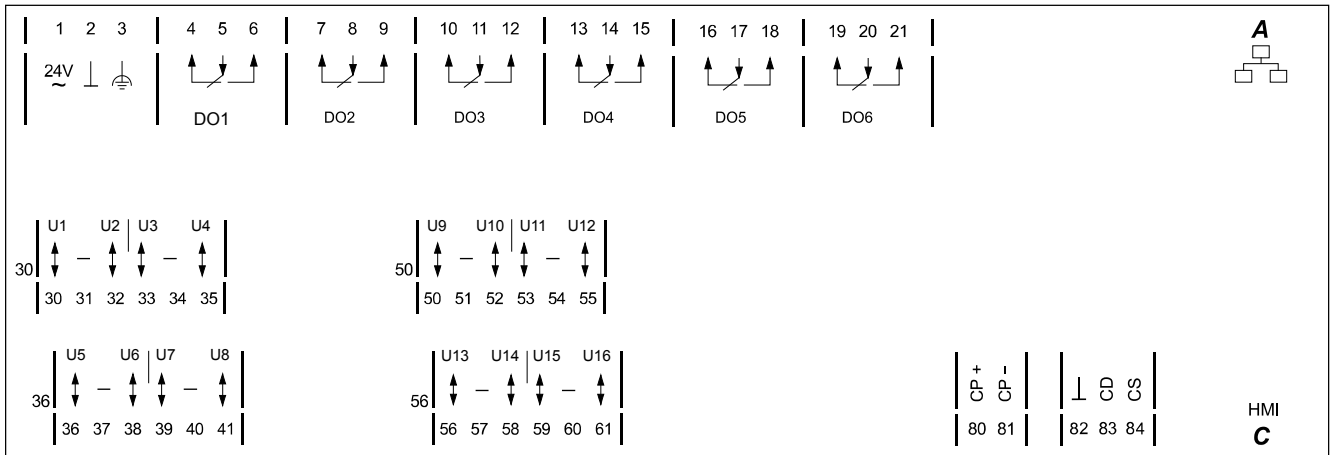 1 2 3 4 5 6 7 8 9 10 11 12 13 14 15 16 17 18 19 20 21 A
24V
~
DO1 DO2 DO3 DO4 DO5 DO6
U1 U2 U3 U4 U9 U10 U11 U12
30 – – 50 – –
30 31 32 33 34 35 50 51 52 53 54 55
U5 U6 U7 U8 U13 U14 U15 U16 CP + CP – CD CS
36 – – 56 – –
36 37 38 39 40 41 56 57 58 59 60 61 80 81 82 83 84
HMI
C